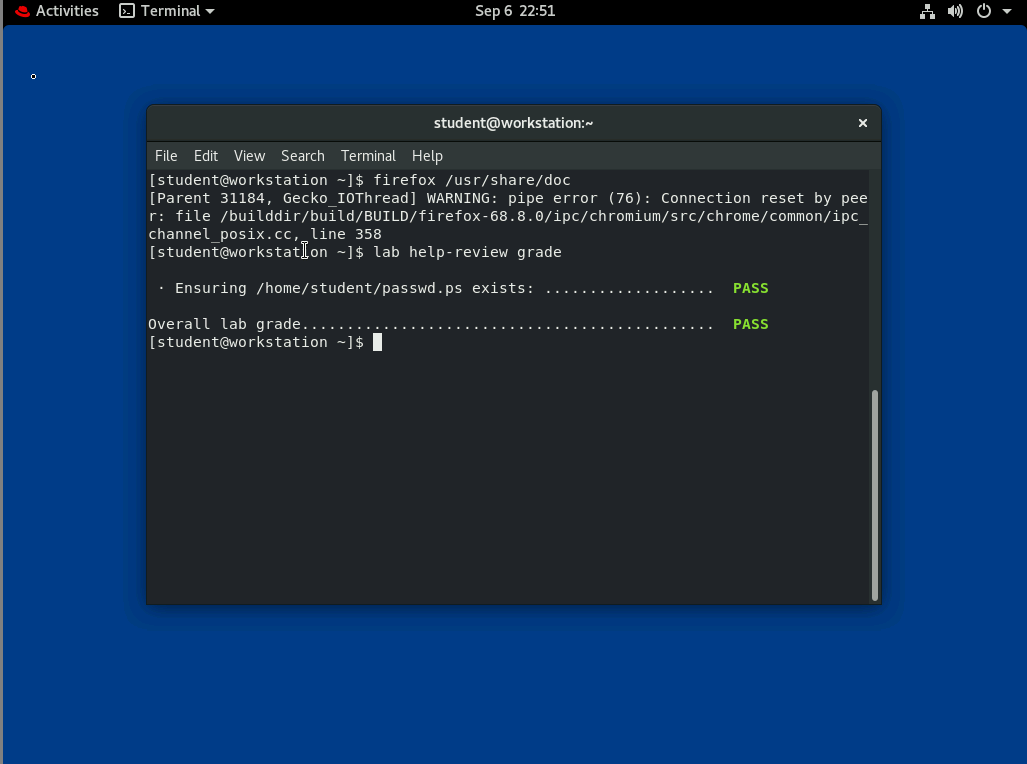 Activities Terminal Sep 6 22:51
student@workstation:~
File Edit View Search Terminal Help
[student@workstation ~]$ firefox /usr/share/doc
[Parent 31184, Gecko_IOThread] WARNING: pipe error (76): Connection reset by pee
r: file /builddir/build/BUILD/firefox-68.8.0/ipc/chromium/src/chrome/common/ipc_
channel_posix.cc, line 358
[student@workstation ~]$ lab help-review grade
· Ensuring /home/student/passwd.ps exists: ................... PASS
Overall lab grade.............................................. PASS
[student@workstation ~]$